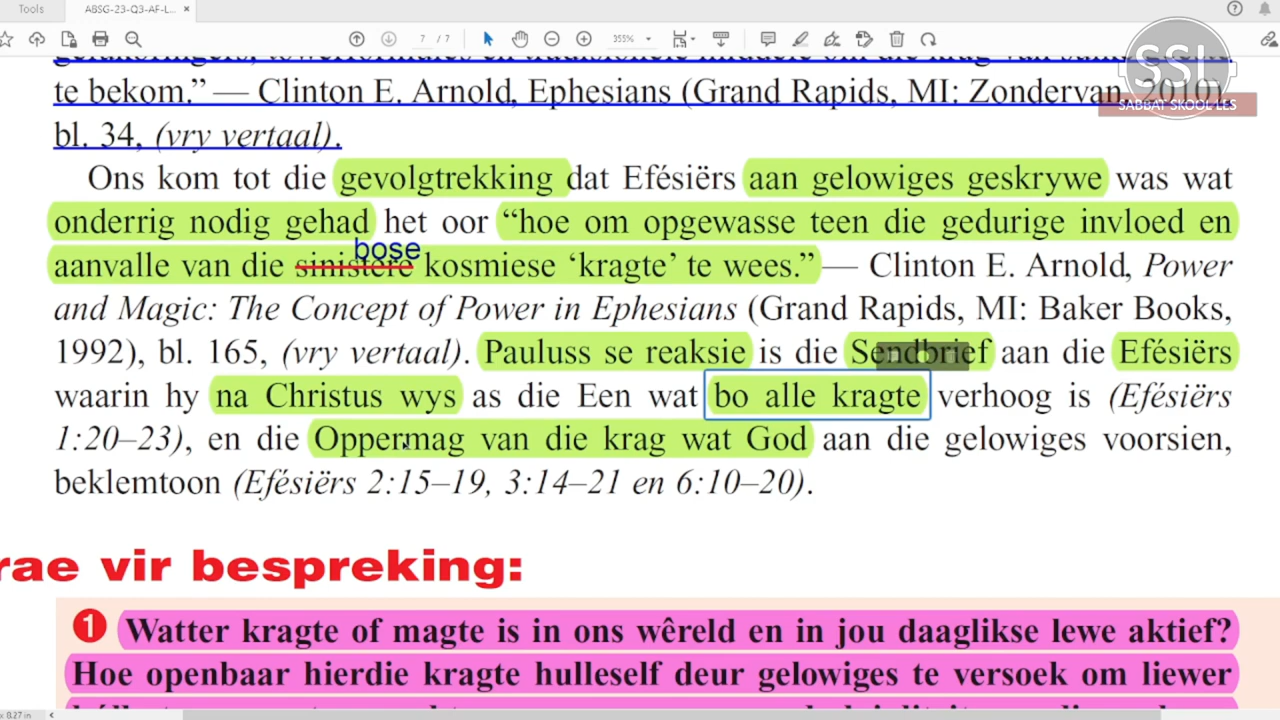 Tools
ABSG-23-Q3-AF-L... ×
7 / 7
355%
SSL
SABBAT SKOOL LES
te bekom.” — Clinton E. Arnold, Ephesians (Grand Rapids, MI: Zondervan 2010),
bl. 34, (vry vertaal).
Ons kom tot die gevolgtrekking dat Efésiërs aan gelowiges geskrywe was wat
onderrig nodig gehad het oor “hoe om opgewasse teen die gedurige invloed en
bose
aanvalle van die sinistere kosmiese ‘kragte’ te wees.” — Clinton E. Arnold, Power
and Magic: The Concept of Power in Ephesians (Grand Rapids, MI: Baker Books,
1992), bl. 165, (vry vertaal). Pauluss se reaksie is die Sendbrief aan die Efésiërs
waarin hy na Christus wys as die Een wat bo alle kragte verhoog is (Efésiërs
1:20–23), en die Oppermag van die krag wat God aan die gelowiges voorsien,
beklemtoon (Efésiërs 2:15–19, 3:14–21 en 6:10–20).
rae vir bespreking:
1 Watter kragte of magte is in ons wêreld en in jou daaglikse lewe aktief?
Hoe openbaar hierdie kragte hulleself deur gelowiges te versoek om liewer
x 8.27 in